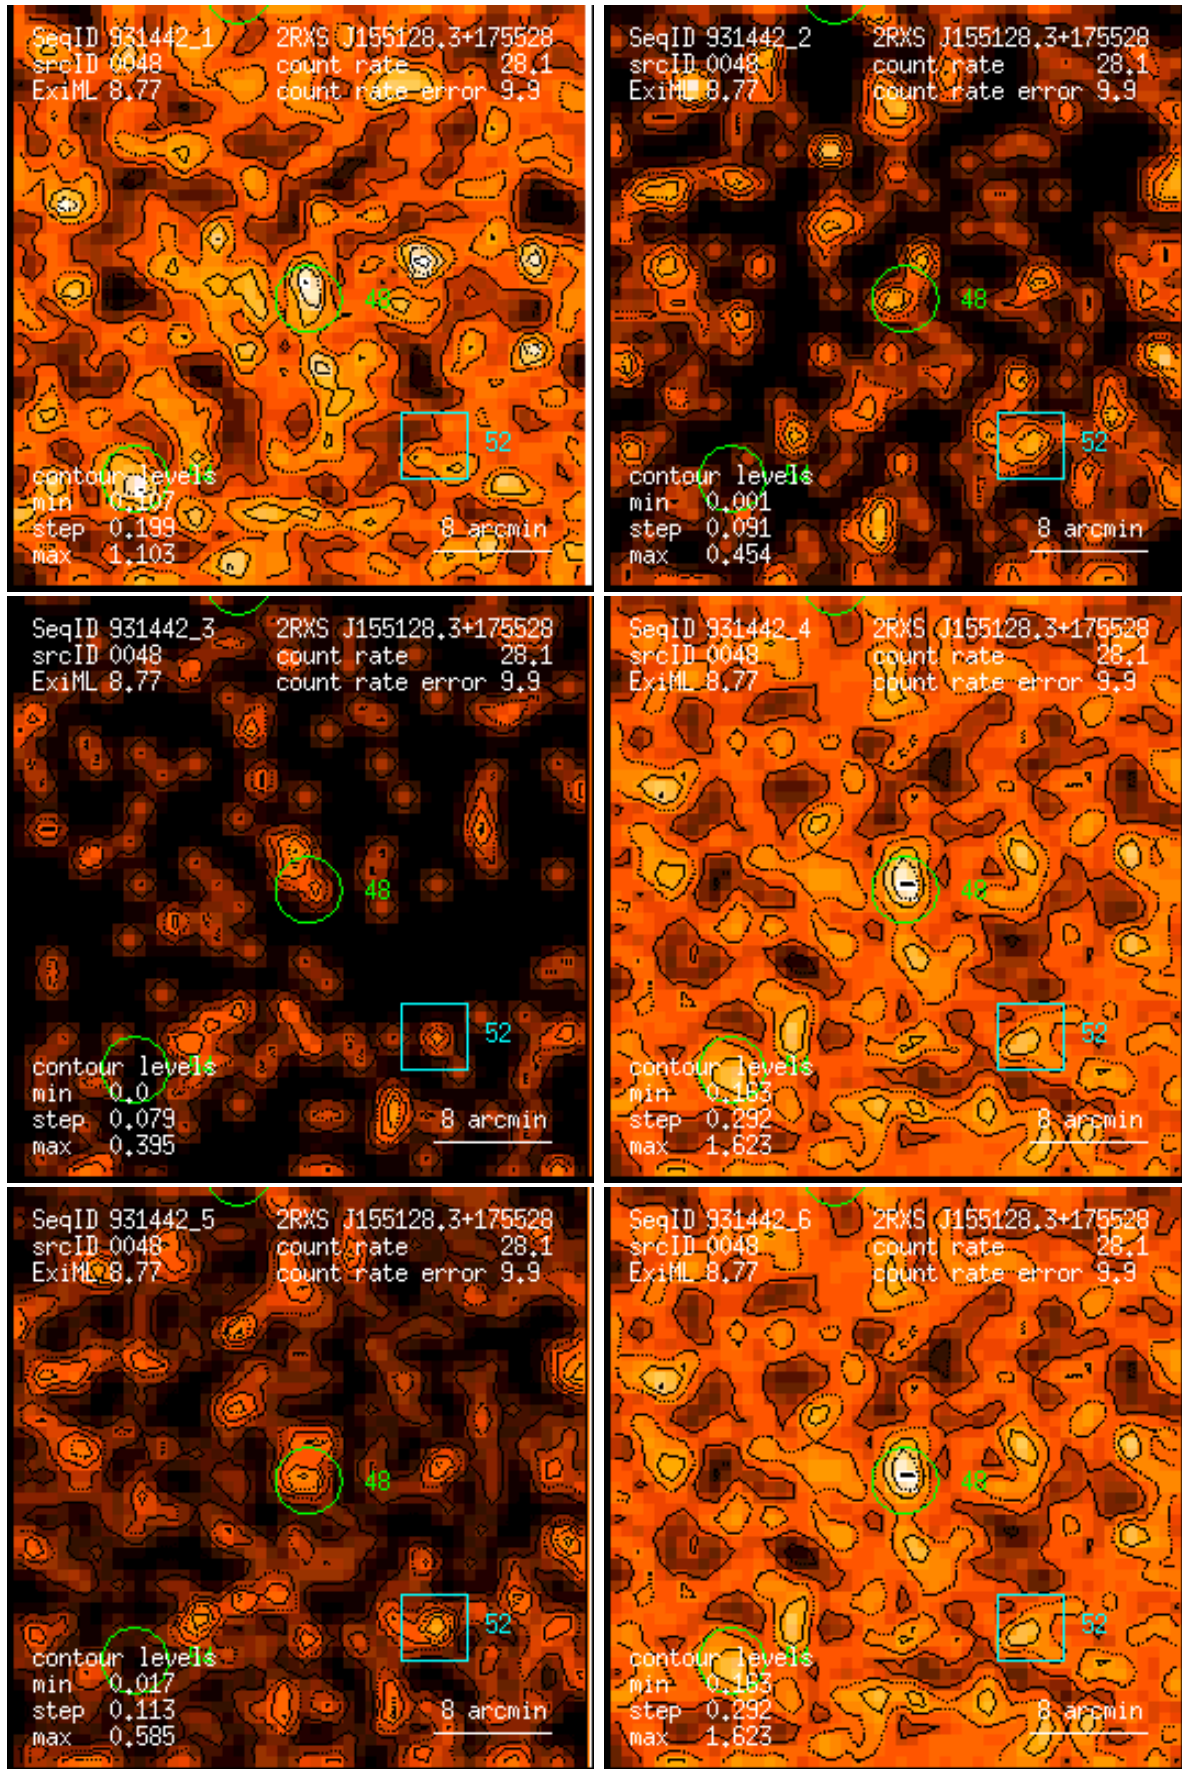 SeqID 931442_1 2RXS J155128.3+175528
srcID 0048 count rate 28.1
ExiML 8.77 count rate error 9.9
48
52
contour levels
min 0.107
step 0.199 8 arcmin
max 1.103
SeqID 931442_2 2RXS J155128.3+175528
srcID 0048 count rate 28.1
ExiML 8.77 count rate error 9.9
48
52
contour levels
min 0.001
step 0.091 8 arcmin
max 0.454
SeqID 931442_3 2RXS J155128.3+175528
srcID 0048 count rate 28.1
ExiML 8.77 count rate error 9.9
48
52
contour levels
min 0.0
step 0.079 8 arcmin
max 0.395
SeqID 931442_4 2RXS J155128.3+175528
srcID 0048 count rate 28.1
ExiML 8.77 count rate error 9.9
48
52
contour levels
min 0.163
step 0.292 8 arcmin
max 1.623
SeqID 931442_5 2RXS J155128.3+175528
srcID 0048 count rate 28.1
ExiML 8.77 count rate error 9.9
48
52
contour levels
min 0.017
step 0.113 8 arcmin
max 0.585
SeqID 931442_6 2RXS J155128.3+175528
srcID 0048 count rate 28.1
ExiML 8.77 count rate error 9.9
48
52
contour levels
min 0.163
step 0.292 8 arcmin
max 1.623